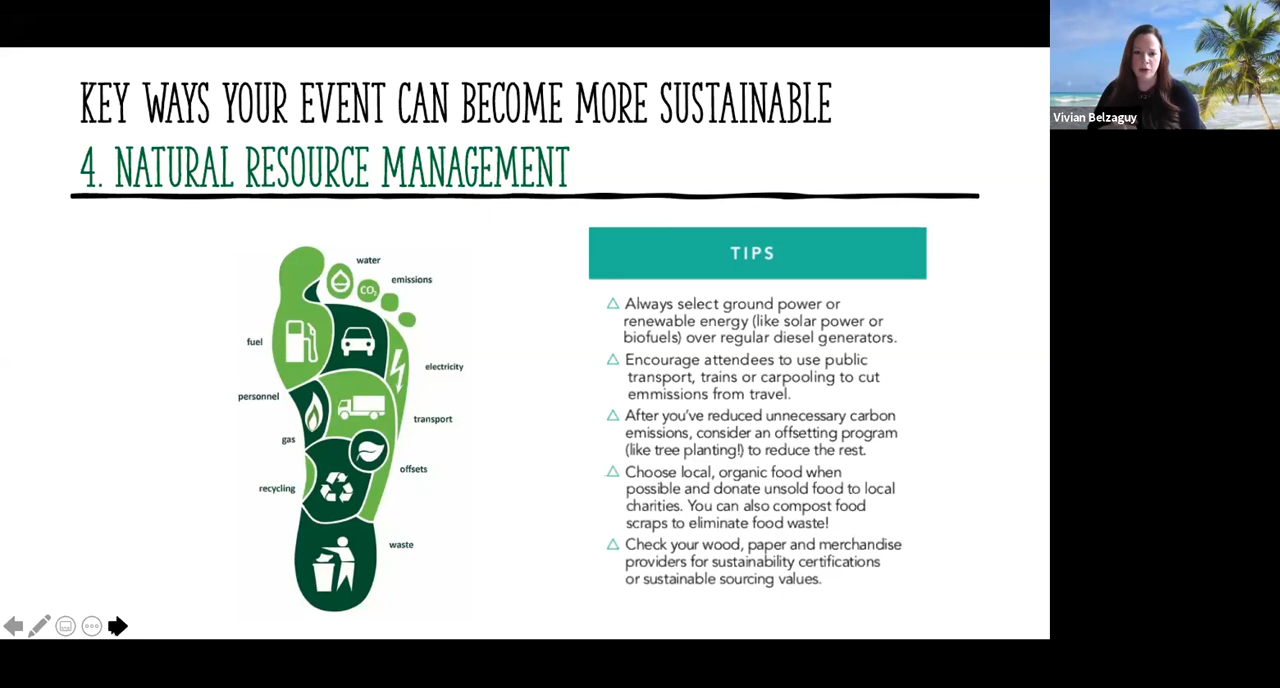 KEY WAYS YOUR EVENT CAN BECOME MORE SUSTAINABLE
4. NATURAL RESOURCE MANAGEMENT
Vivian Belzaguy
water
emissions
CO2
fuel
electricity
personnel
transport
gas
offsets
recycling
waste
TIPS
△ Always select ground power or
renewable energy (like solar power or
biofuels) over regular diesel generators.
△ Encourage attendees to use public
transport, trains or carpooling to cut
emmissions from travel.
△ After you've reduced unnecessary carbon
emissions, consider an offsetting program
(like tree planting!) to reduce the rest.
△ Choose local, organic food when
possible and donate unsold food to local
charities. You can also compost food
scraps to eliminate food waste!
△ Check your wood, paper and merchandise
providers for sustainability certifications
or sustainable sourcing values.